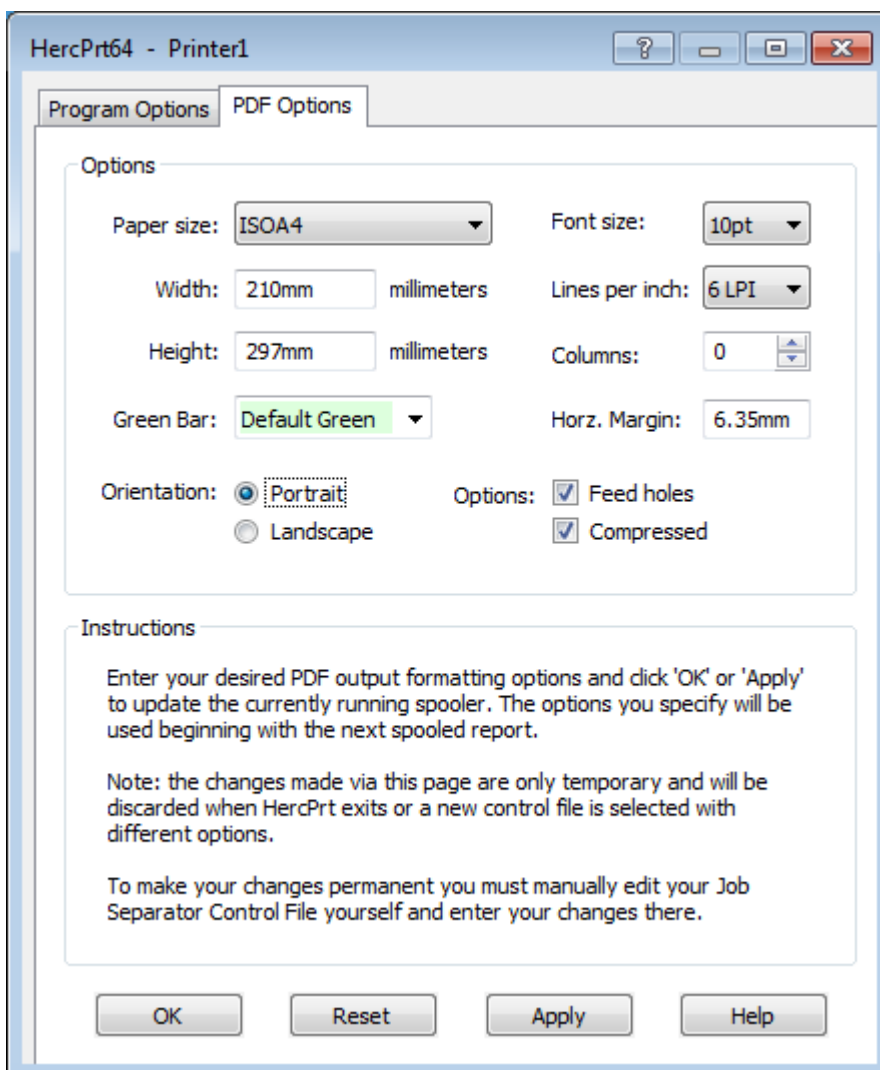 HercPrt64 - Printer1
Program Options PDF Options
Options
Paper size: ISOA4 Font size: 10pt
Width: 210mm millimeters Lines per inch: 6 LPI
Height: 297mm millimeters Columns: 0
Green Bar: Default Green Horz. Margin: 6.35mm
Orientation: Portrait Options: Feed holes
Landscape Compressed
Instructions
Enter your desired PDF output formatting options and click 'OK' or 'Apply'
to update the currently running spooler. The options you specify will be
used beginning with the next spooled report.
Note: the changes made via this page are only temporary and will be
discarded when HercPrt exits or a new control file is selected with
different options.
To make your changes permanent you must manually edit your Job
Separator Control File yourself and enter your changes there.
OK Reset Apply Help